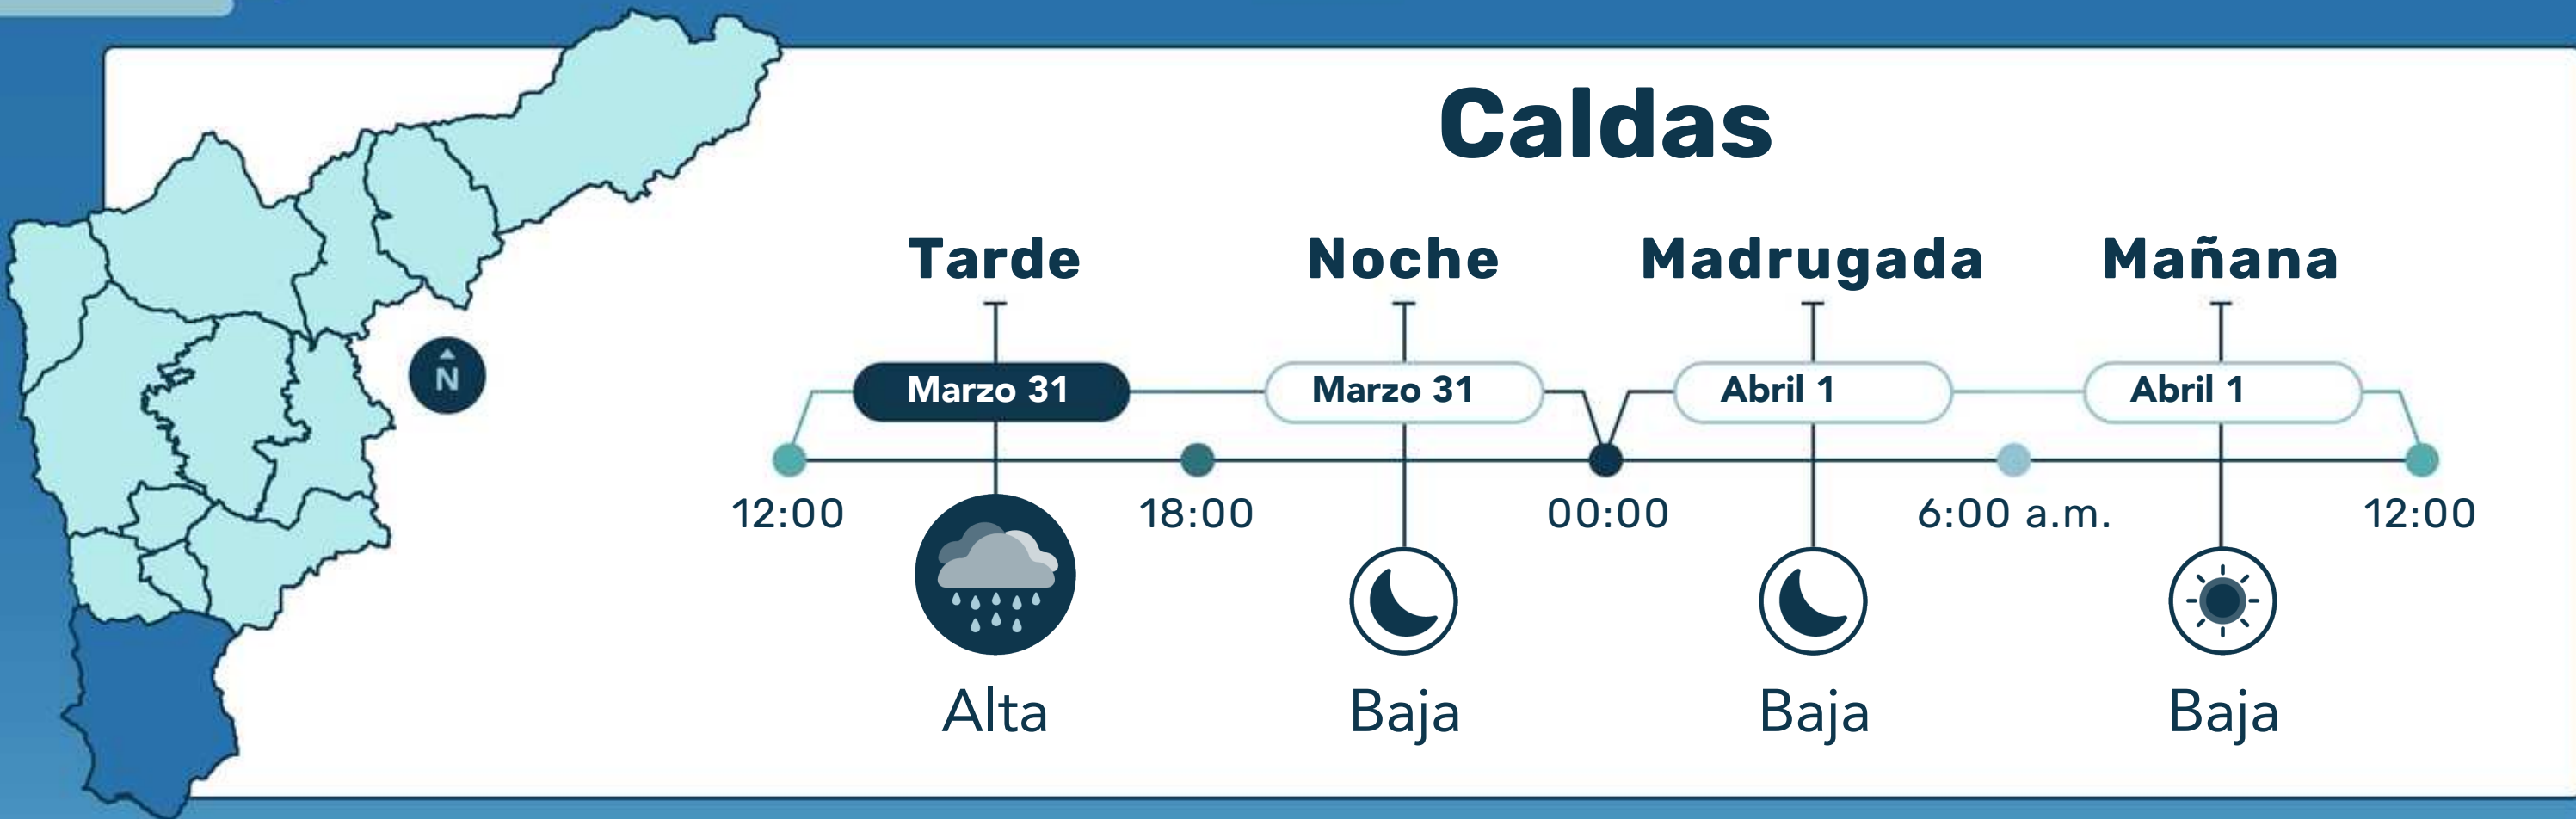 Caldas
Tarde Noche Madrugada Mañana
Marzo 31 Marzo 31 Abril 1 Abril 1
N
12:00 18:00 00:00 6:00 a.m. 12:00
Alta Baja Baja Baja